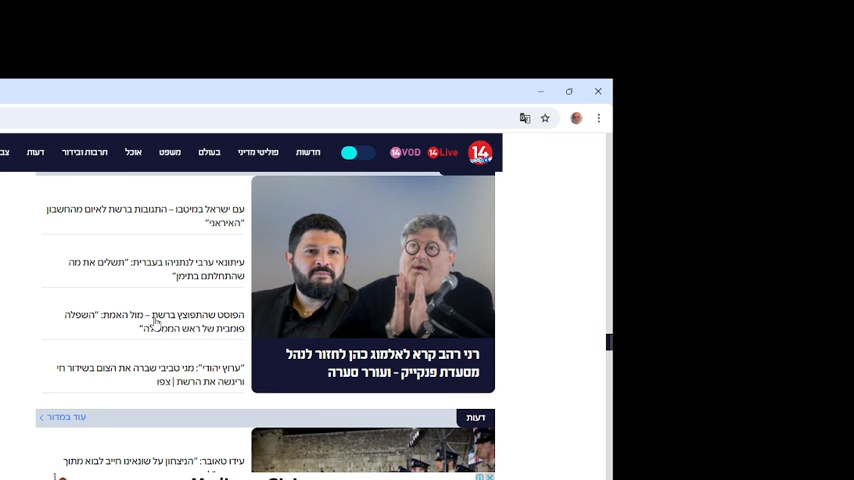 14
14Live
14VOD
חדשות
פוליטי מדיני
בעולם
משפט
אוכל
תרבות ובידור
דעות
צב
עם ישראל במיטבו – התגובות ברשת לאיום מהחשבון
"האיראני"
עיתונאי ערבי לנתניהו בעברית: "תשלים את מה
שהתחלתם בתימן"
הפוסט שהתפוצץ ברשת – מול האמת: "השפלה
פומבית של ראש הממשלה"
"ערוץ יהודי": מגי טביבי שברה את הצום בשידור חי
וריגשה את הרשת | צפו
רני רהב קרא לאלמוג כהן לחזור לנהל
מסעדת פנקייק – ועורר סערה
דעות
עוד במדור
עידו טאובר: "הניצחון על שונאינו חייב לבוא מתוך